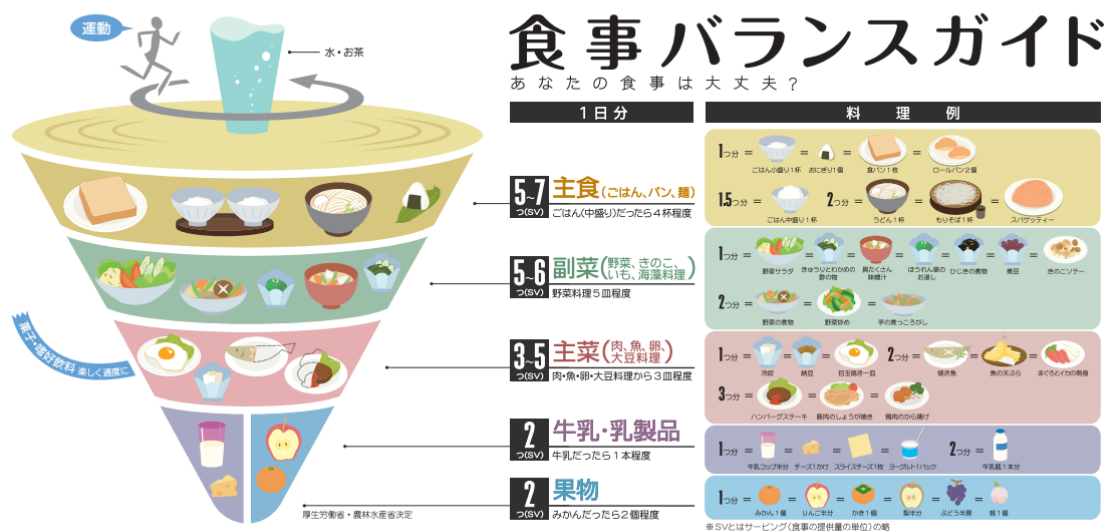 運動
水・お茶
食事バランスガイド
あなたの食事は大丈夫?
1日分
料理例
5~7 つ(SV)
主食(ごはん、パン、麺)
ごはん(中盛り)だったら4杯程度
5~6 つ(SV)
副菜(野菜、きのこ、いも、海藻料理)
野菜料理5皿程度
3~5 つ(SV)
主菜(肉、魚、卵、大豆料理)
肉・魚・卵・大豆料理から3皿程度
2 つ(SV)
牛乳・乳製品
牛乳だったら1本程度
2 つ(SV)
果物
みかんだったら2個程度
菓子・嗜好飲料 楽しく適度に
厚生労働省・農林水産省決定
1つ分 = ごはん小盛り1杯 = おにぎり1個 = 食パン1枚 = ロールパン2個
1.5つ分 = ごはん中盛り1杯 2つ分 = うどん1杯 = もりそば1杯 = スパゲッティー
1つ分 = 野菜サラダ = きゅうりとわかめの酢の物 = 具たくさん味噌汁 = ほうれん草のお浸し = ひじきの煮物 = 煮豆 = きのこソテー
2つ分 = 野菜の煮物 = 野菜炒め = 芋の煮っころがし
1つ分 = 冷奴 = 納豆 = 目玉焼き一皿 2つ分 = 焼き魚 = 魚の天ぷら = まぐろとイカの刺身
3つ分 = ハンバーグステーキ = 豚肉のしょうが焼き = 鶏肉のから揚げ
1つ分 = 牛乳コップ半分 = チーズ1かけ = スライスチーズ1枚 = ヨーグルト1パック 2つ分 = 牛乳瓶1本分
1つ分 = みかん1個 = りんご半分 = かき1個 = 梨半分 = ぶどう半房 = 桃1個
※SVとはサービング(食事の提供量の単位)の略